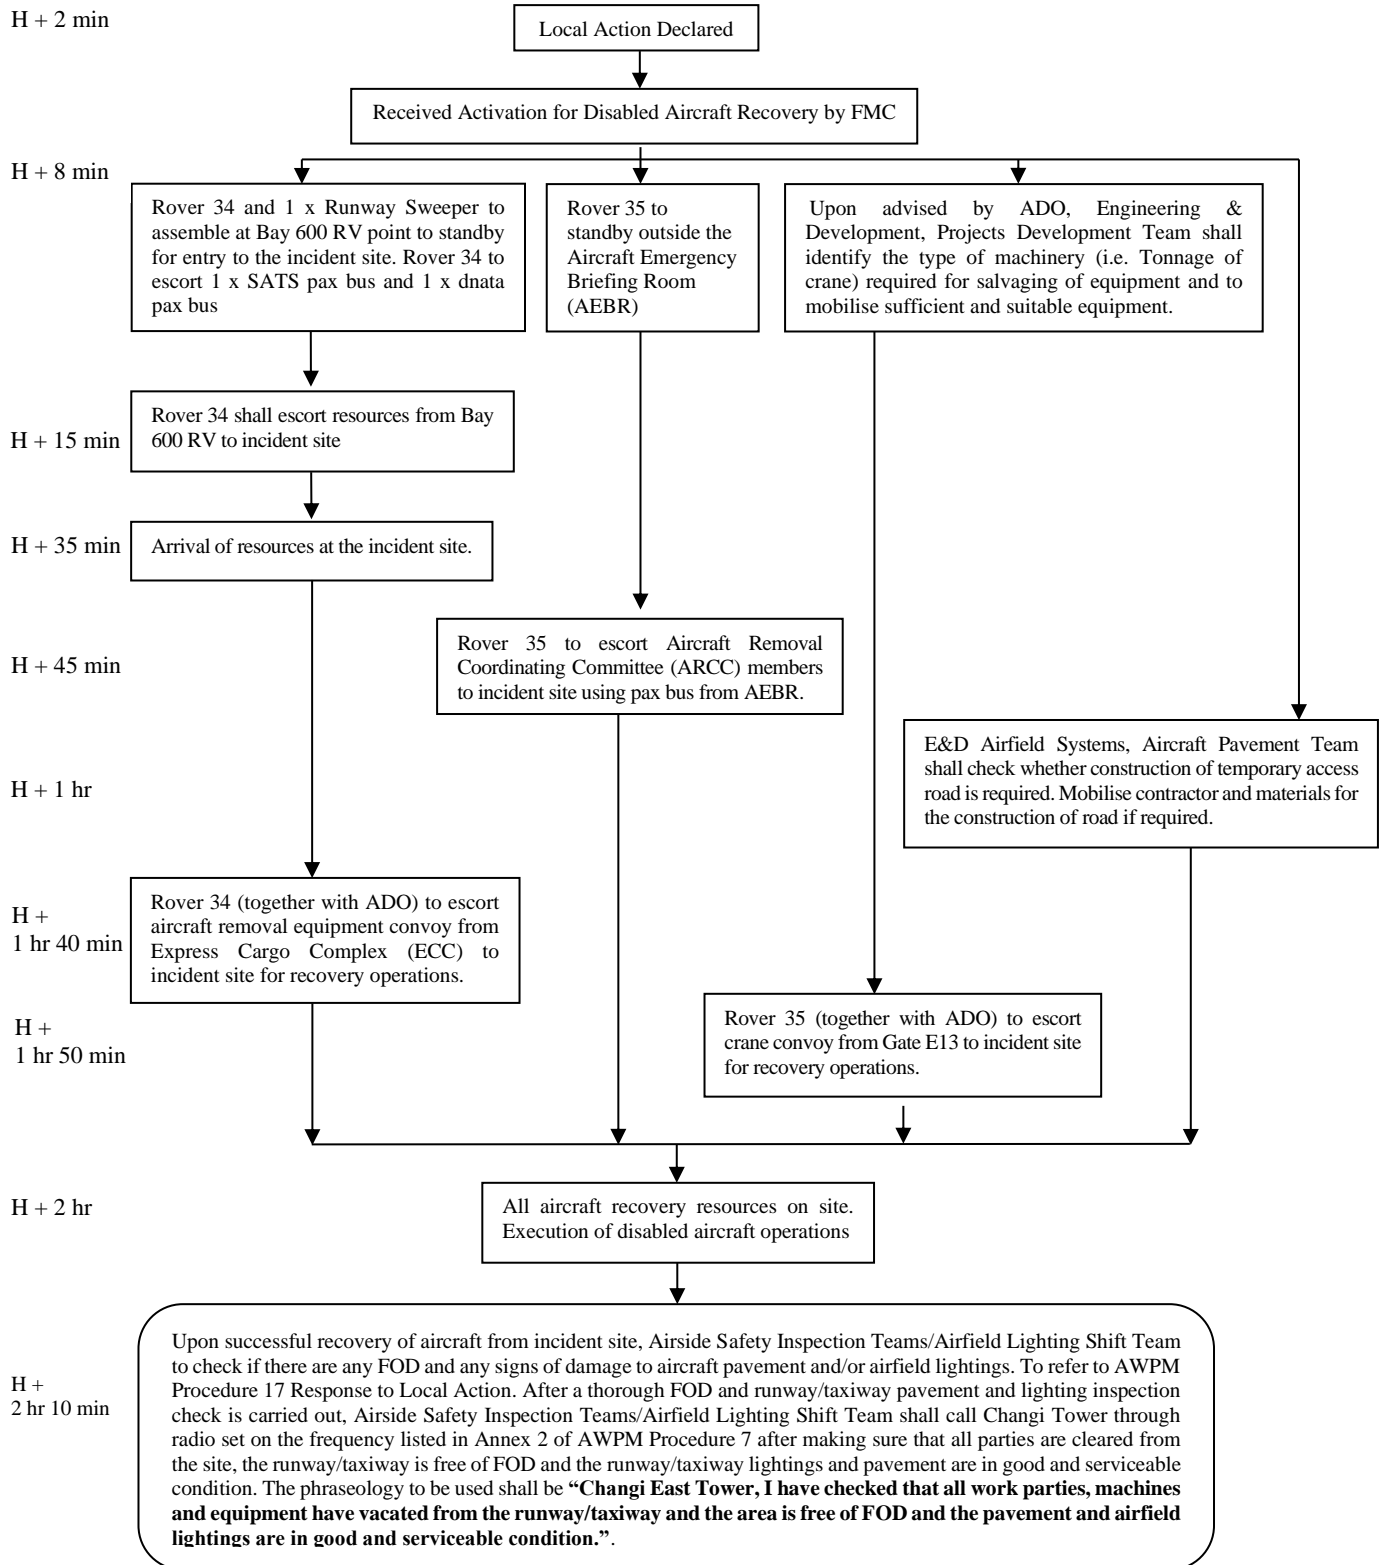 H + 2 min
Local Action Declared
Received Activation for Disabled Aircraft Recovery by FMC
H + 8 min
Rover 34 and 1 x Runway Sweeper to
assemble at Bay 600 RV point to standby
for entry to the incident site. Rover 34 to
escort 1 x SATS pax bus and 1 x dnata
pax bus
Rover 35 to
standby outside the
Aircraft Emergency
Briefing Room
(AEBR)
Upon advised by ADO, Engineering &
Development, Projects Development Team shall
identify the type of machinery (i.e. Tonnage of
crane) required for salvaging of equipment and to
mobilise sufficient and suitable equipment.
H + 15 min
Rover 34 shall escort resources from Bay
600 RV to incident site
H + 35 min
Arrival of resources at the incident site.
H + 45 min
Rover 35 to escort Aircraft Removal
Coordinating Committee (ARCC) members
to incident site using pax bus from AEBR.
H + 1 hr
E&D Airfield Systems, Aircraft Pavement Team
shall check whether construction of temporary access
road is required. Mobilise contractor and materials for
the construction of road if required.
H +
1 hr 40 min
Rover 34 (together with ADO) to escort
aircraft removal equipment convoy from
Express Cargo Complex (ECC) to
incident site for recovery operations.
H +
1 hr 50 min
Rover 35 (together with ADO) to escort
crane convoy from Gate E13 to incident site
for recovery operations.
H + 2 hr
All aircraft recovery resources on site.
Execution of disabled aircraft operations
H +
2 hr 10 min
Upon successful recovery of aircraft from incident site, Airside Safety Inspection Teams/Airfield Lighting Shift Team
to check if there are any FOD and any signs of damage to aircraft pavement and/or airfield lightings. To refer to AWPM
Procedure 17 Response to Local Action. After a thorough FOD and runway/taxiway pavement and lighting inspection
check is carried out, Airside Safety Inspection Teams/Airfield Lighting Shift Team shall call Changi Tower through
radio set on the frequency listed in Annex 2 of AWPM Procedure 7 after making sure that all parties are cleared from
the site, the runway/taxiway is free of FOD and the runway/taxiway lightings and pavement are in good and serviceable
condition. The phraseology to be used shall be “Changi East Tower, I have checked that all work parties, machines
and equipment have vacated from the runway/taxiway and the area is free of FOD and the pavement and airfield
lightings are in good and serviceable condition.”.